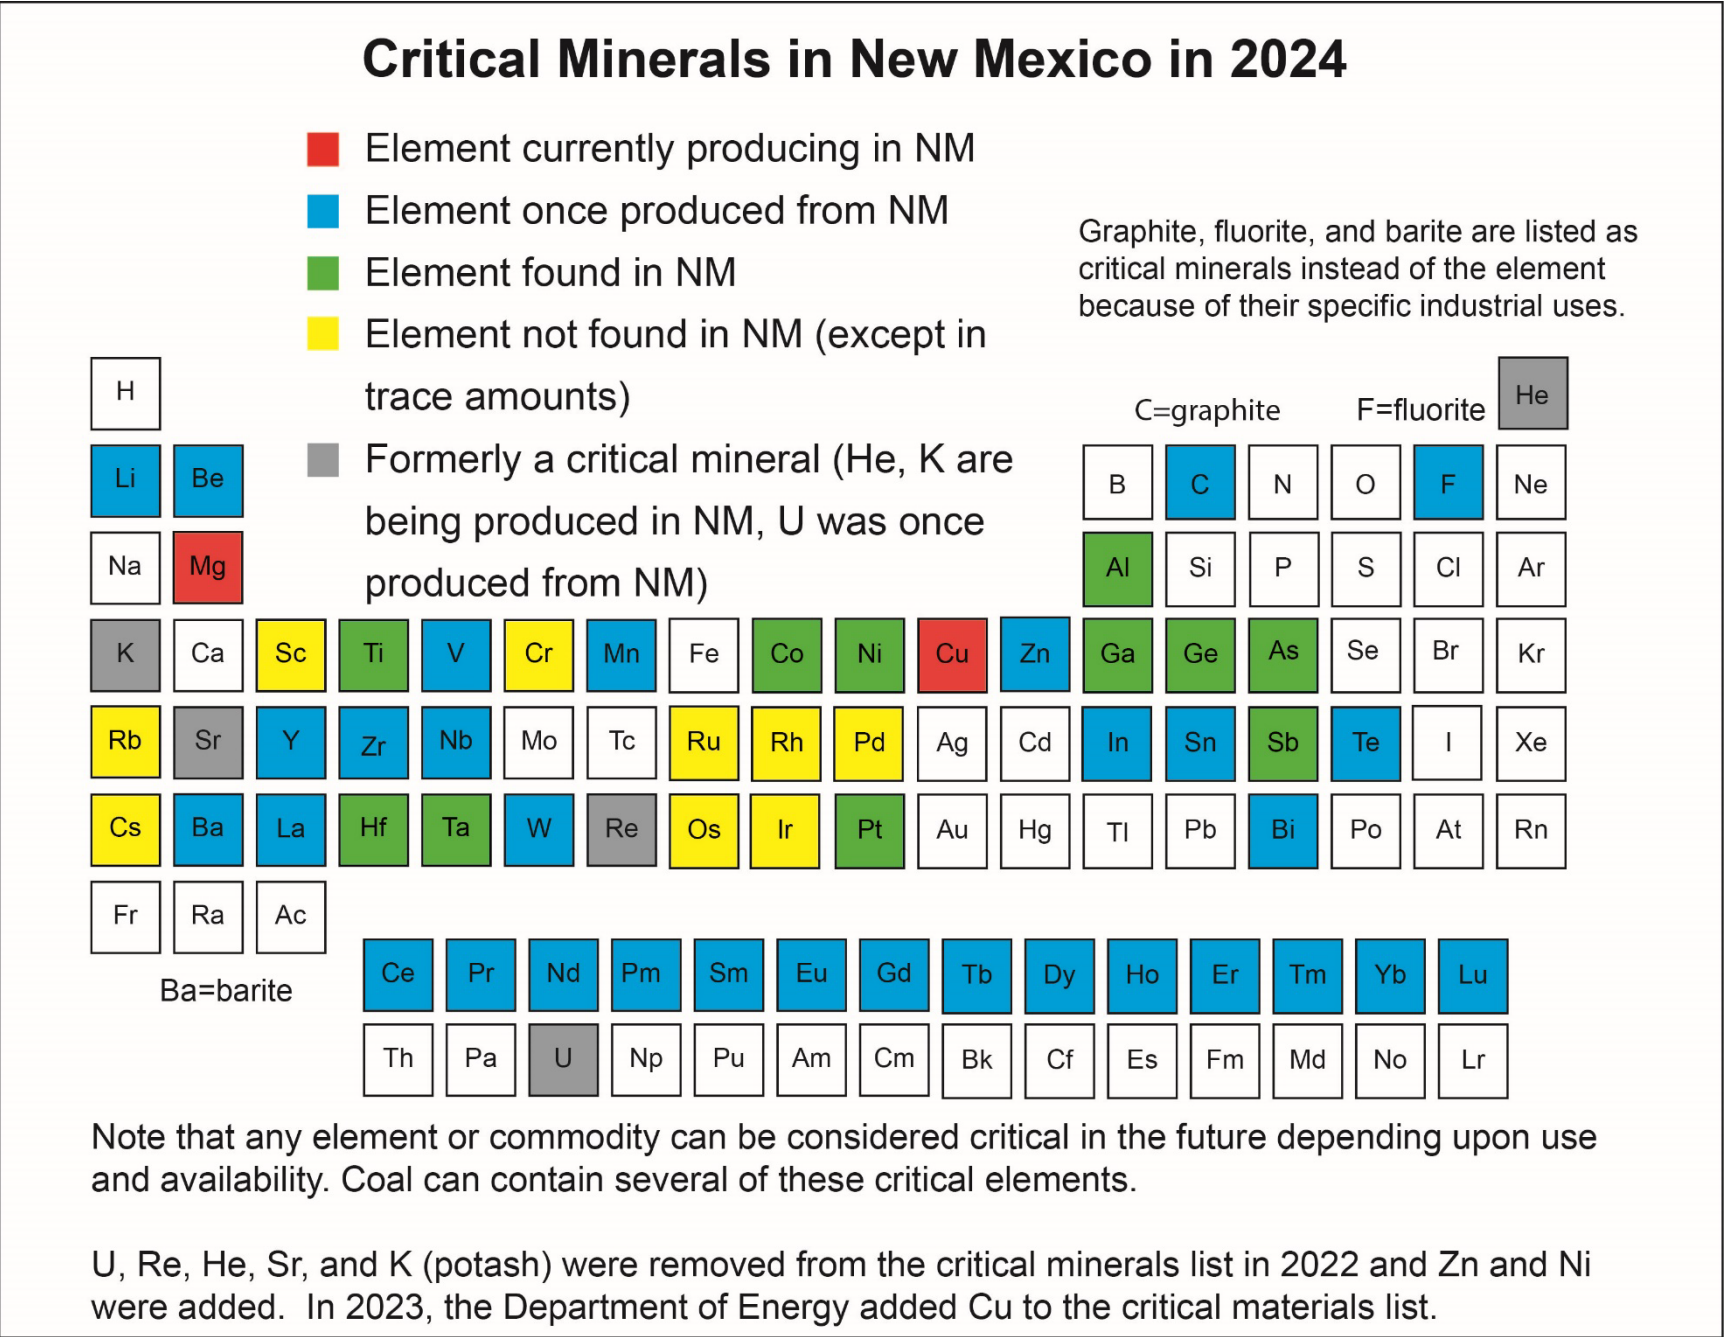 Critical Minerals in New Mexico in 2024
Element currently producing in NM
Element once produced from NM
Element found in NM
Element not found in NM (except in
trace amounts)
Formerly a critical mineral (He, K are
being produced in NM, U was once
produced from NM)
Graphite, fluorite, and barite are listed as
critical minerals instead of the element
because of their specific industrial uses.
C=graphite F=fluorite
H He
Li Be B C N O F Ne
Na Mg Al Si P S Cl Ar
K Ca Sc Ti V Cr Mn Fe Co Ni Cu Zn Ga Ge As Se Br Kr
Rb Sr Y Zr Nb Mo Tc Ru Rh Pd Ag Cd In Sn Sb Te I Xe
Cs Ba La Hf Ta W Re Os Ir Pt Au Hg Tl Pb Bi Po At Rn
Fr Ra Ac
Ba=barite
Ce Pr Nd Pm Sm Eu Gd Tb Dy Ho Er Tm Yb Lu
Th Pa U Np Pu Am Cm Bk Cf Es Fm Md No Lr
Note that any element or commodity can be considered critical in the future depending upon use
and availability. Coal can contain several of these critical elements.
U, Re, He, Sr, and K (potash) were removed from the critical minerals list in 2022 and Zn and Ni
were added.  In 2023, the Department of Energy added Cu to the critical materials list.